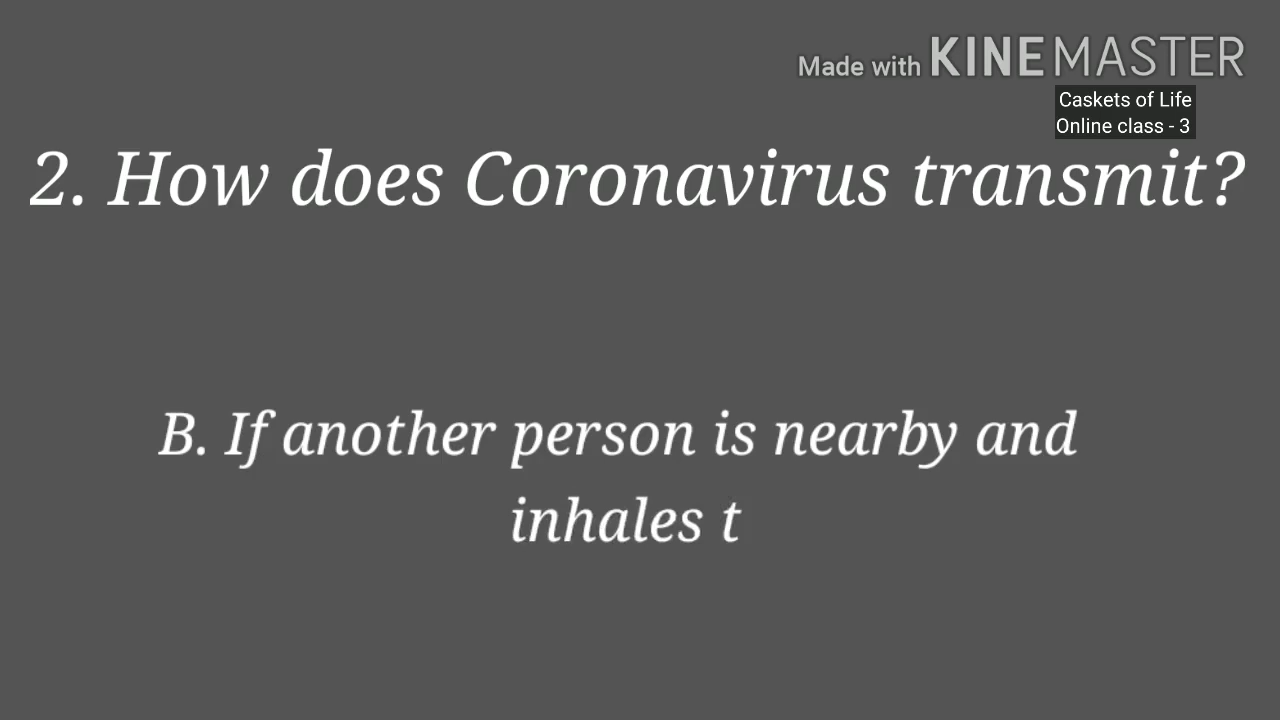 Made with KINEMASTER
Caskets of Life
Online class - 3
2. How does Coronavirus transmit?
B. If another person is nearby and
inhales t